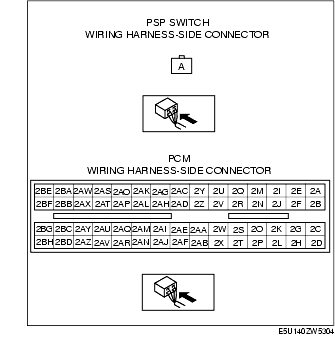 PSP SWITCH
WIRING HARNESS-SIDE CONNECTOR
A
PCM
WIRING HARNESS-SIDE CONNECTOR
2BE 2BA 2AW 2AS 2AO 2AK 2AG 2AC 2Y 2U 2O 2M 2I 2E 2A
2BF 2BB 2AX 2AT 2AP 2AL 2AH 2AD 2Z 2V 2R 2N 2J 2F 2B
2BG 2BC 2AY 2AU 2AO 2AM 2AI 2AE 2AA 2W 2S 2O 2K 2G 2C
2BH 2BD 2AZ 2AV 2AR 2AN 2AJ 2AF 2AB 2X 2T 2P 2L 2H 2D
E5U140ZW5304